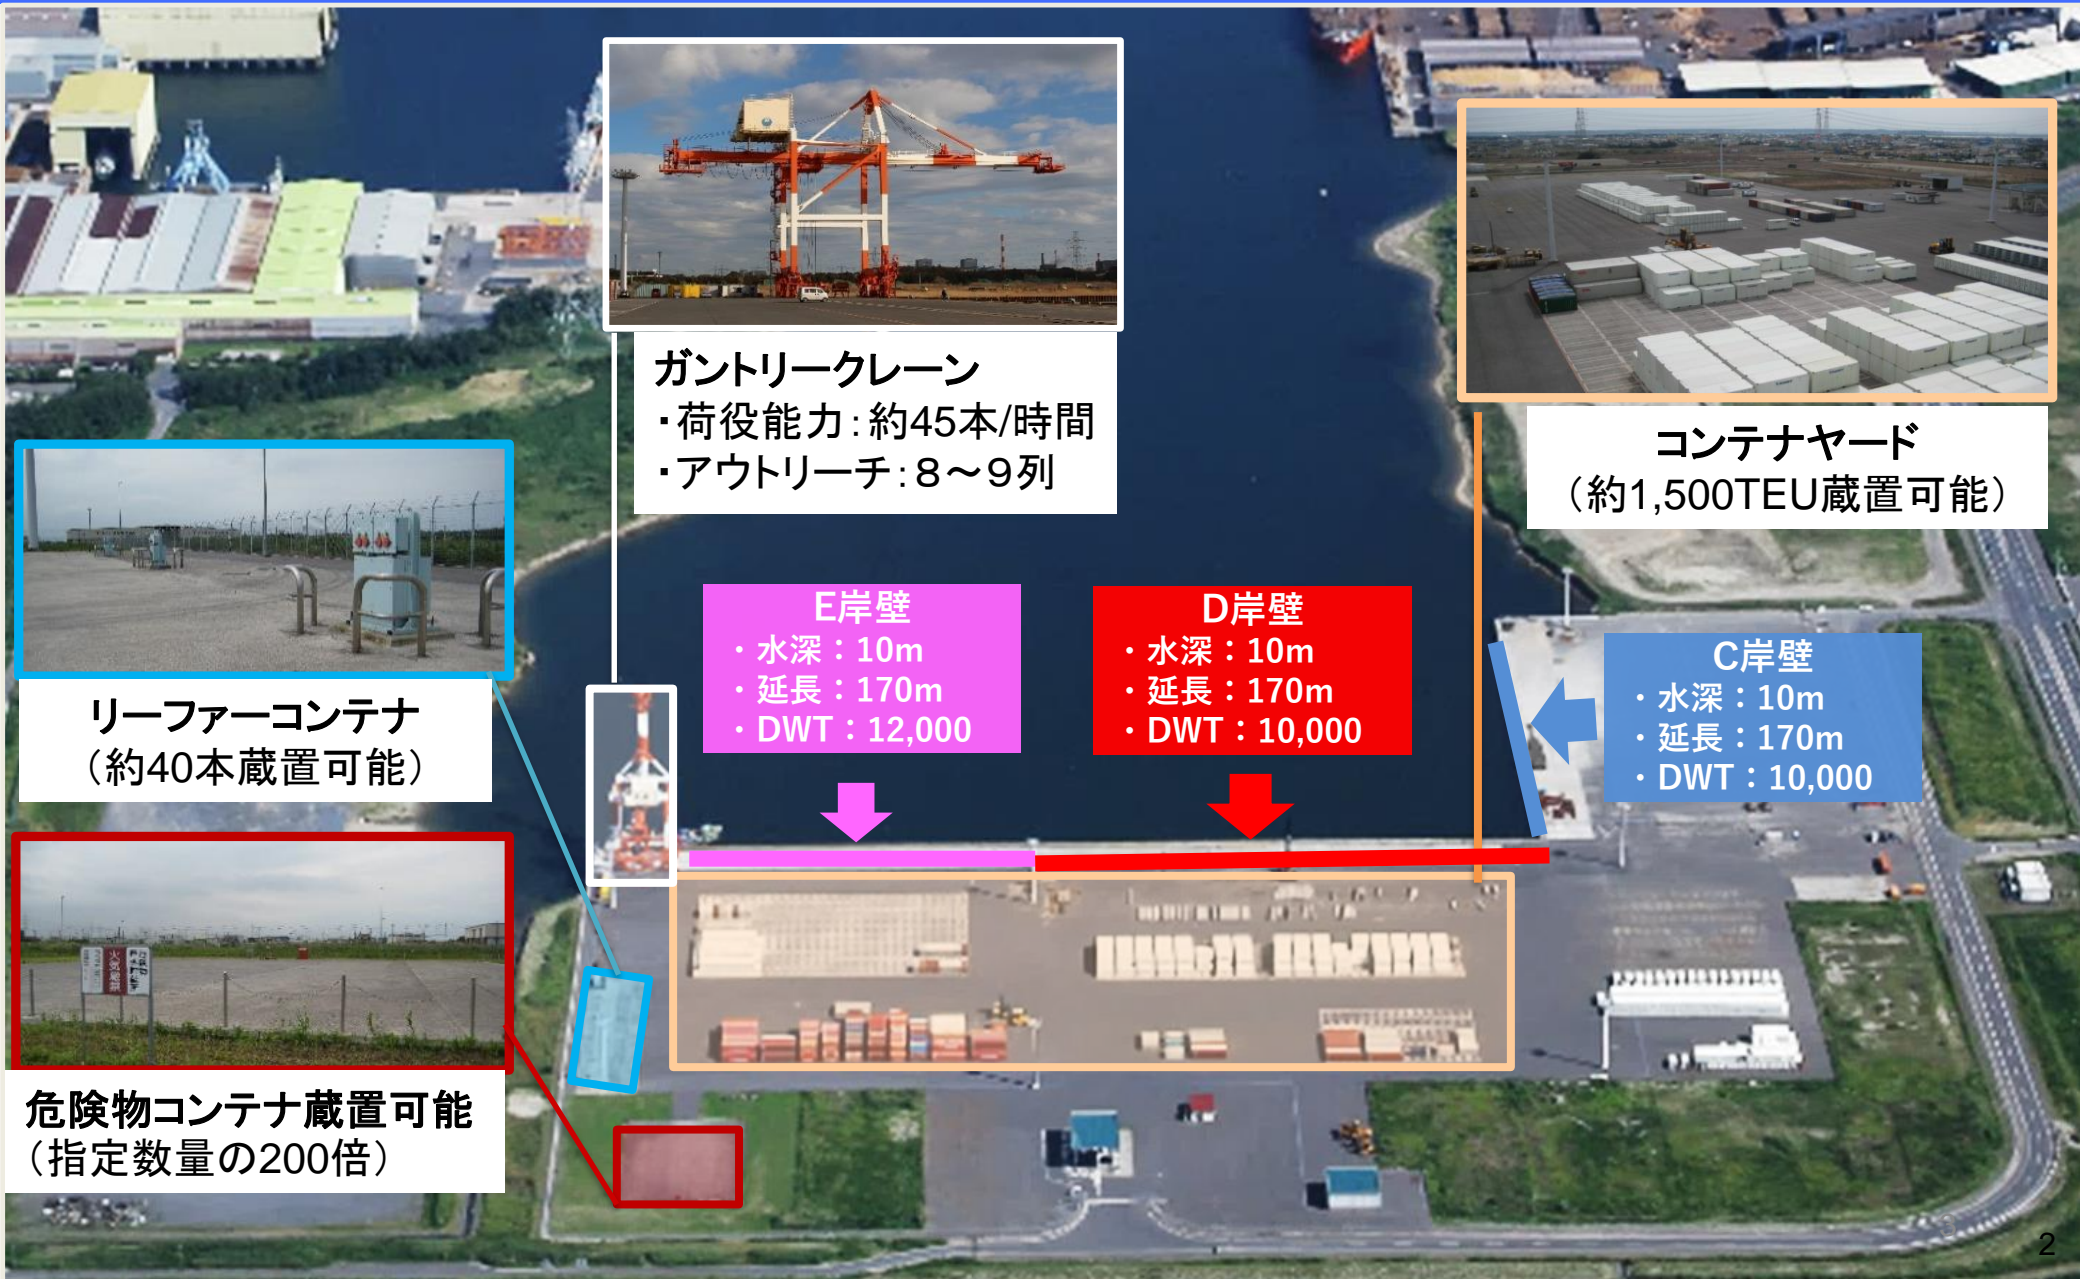 ガントリークレーン
・荷役能力：約45本/時間
・アウトリーチ：８～９列
コンテナヤード
（約1,500TEU蔵置可能）
リーファーコンテナ
（約40本蔵置可能）
E岸壁
・水深：10m
・延長：170m
・DWT：12,000
D岸壁
・水深：10m
・延長：170m
・DWT：10,000
C岸壁
・水深：10m
・延長：170m
・DWT：10,000
危険物コンテナ蔵置可能
（指定数量の200倍）
2